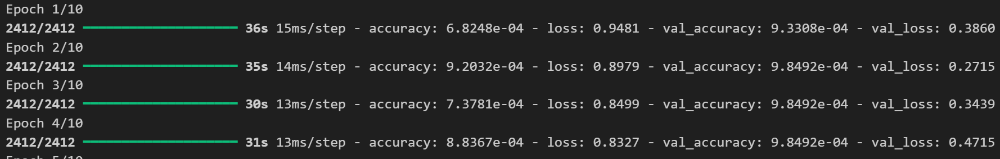 Epoch 1/10
2412/2412 36s 15ms/step - accuracy: 6.8248e-04 - loss: 0.9481 - val_accuracy: 9.3308e-04 - val_loss: 0.3860
Epoch 2/10
2412/2412 35s 14ms/step - accuracy: 9.2032e-04 - loss: 0.8979 - val_accuracy: 9.8492e-04 - val_loss: 0.2715
Epoch 3/10
2412/2412 30s 13ms/step - accuracy: 7.3781e-04 - loss: 0.8499 - val_accuracy: 9.8492e-04 - val_loss: 0.3439
Epoch 4/10
2412/2412 31s 13ms/step - accuracy: 8.8367e-04 - loss: 0.8327 - val_accuracy: 9.8492e-04 - val_loss: 0.4715